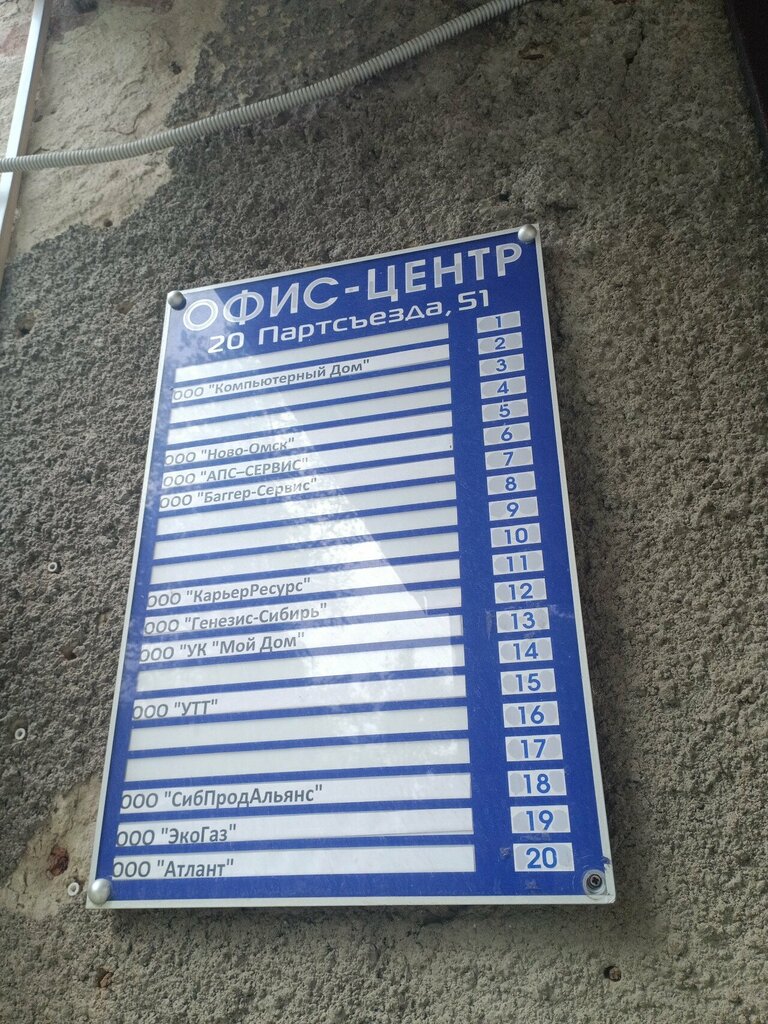 ОФИС-ЦЕНТР
20 Партсъезда, 51
1
ООО "Компьютерный Дом" 2
3
4
ООО "Ново-Омск" 5
ООО "АПС–СЕРВИС" 6
ООО "Баггер-Сервис" 7
8
9
10
ООО "КарьерРесурс" 11
ООО "Генезис-Сибирь" 12
ООО "УК "Мой Дом" 13
14
ООО "УТТ" 15
16
17
ООО "СибПродАльянс" 18
ООО "ЭкоГаз" 19
ООО "Атлант" 20